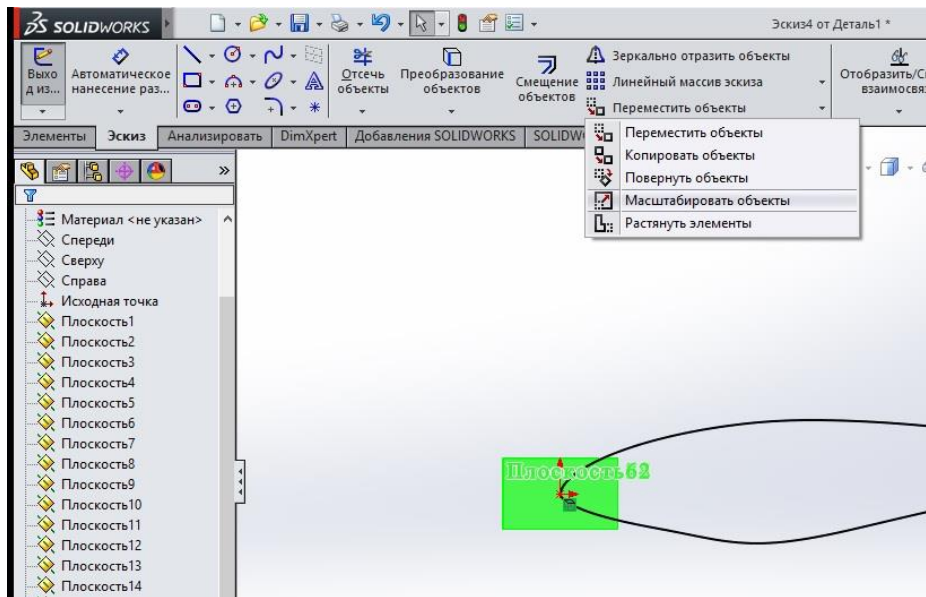 SOLIDWORKS
Эскиз4 от Деталь1 *
Выхо
д из...
Автоматическое
нанесение раз...
Отсечь
объекты
Преобразование
объектов
Смещение
объектов
Зеркально отразить объекты
Линейный массив эскиза
Переместить объекты
Отобразить/С
взаимосвя
Элементы
Эскиз
Анализировать
DimXpert
Добавления SOLIDWORKS
SOLIDW
Переместить объекты
Копировать объекты
Повернуть объекты
Масштабировать объекты
Растянуть элементы
Материал <не указан>
Спереди
Сверху
Справа
Исходная точка
Плоскость1
Плоскость2
Плоскость3
Плоскость4
Плоскость5
Плоскость6
Плоскость7
Плоскость8
Плоскость9
Плоскость10
Плоскость11
Плоскость12
Плоскость13
Плоскость14